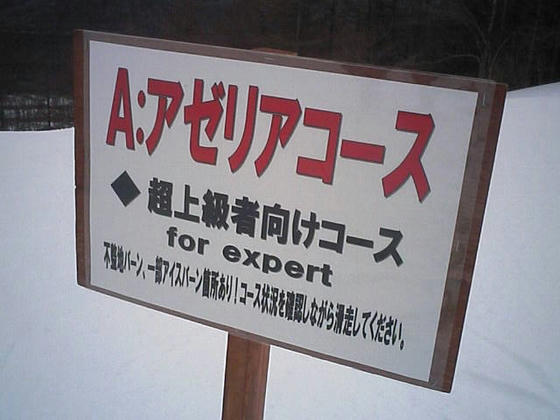 A:アゼリアコース
◆ 超上級者向けコース
for expert
不整地バーン、一部アイスバーン箇所あり！コース状況を確認しながら滑走してください。